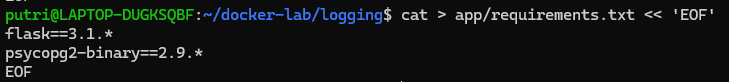 putri@LAPTOP-DUGKSQBF:~/docker-lab/logging$ cat > app/requirements.txt << 'EOF'
flask==3.1.*
psycopg2-binary==2.9.*
EOF